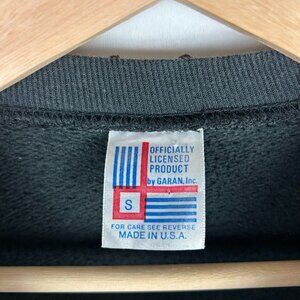 OFFICIALLY
LICENSED
PRODUCT
by GARAN, Inc.
S
FOR CARE SEE REVERSE
MADE IN U.S.A.